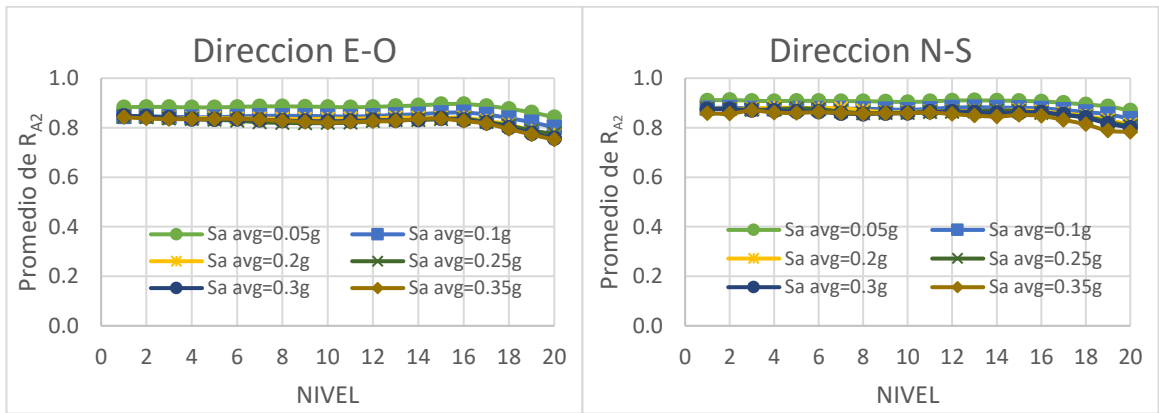 Direccion E-O
Promedio de R_A2
1.0
0.8
0.6
0.4
0.2
0.0
Sa avg=0.05g
Sa avg=0.1g
Sa avg=0.2g
Sa avg=0.25g
Sa avg=0.3g
Sa avg=0.35g
0 2 4 6 8 10 12 14 16 18 20
NIVEL
Direccion N-S
Promedio de R_A2
1.0
0.8
0.6
0.4
0.2
0.0
Sa avg=0.05g
Sa avg=0.1g
Sa avg=0.2g
Sa avg=0.25g
Sa avg=0.3g
Sa avg=0.35g
0 2 4 6 8 10 12 14 16 18 20
NIVEL